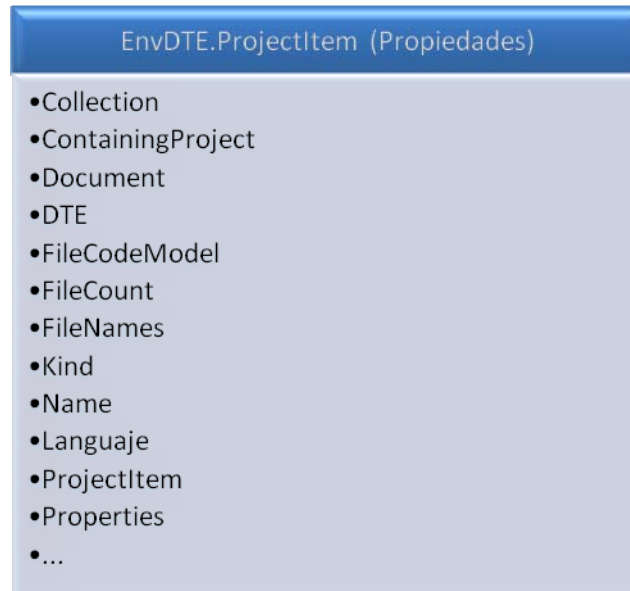 EnvDTE.ProjectItem (Propiedades)
•Collection
•ContainingProject
•Document
•DTE
•FileCodeModel
•FileCount
•FileNames
•Kind
•Name
•Languaje
•ProjectItem
•Properties
•...